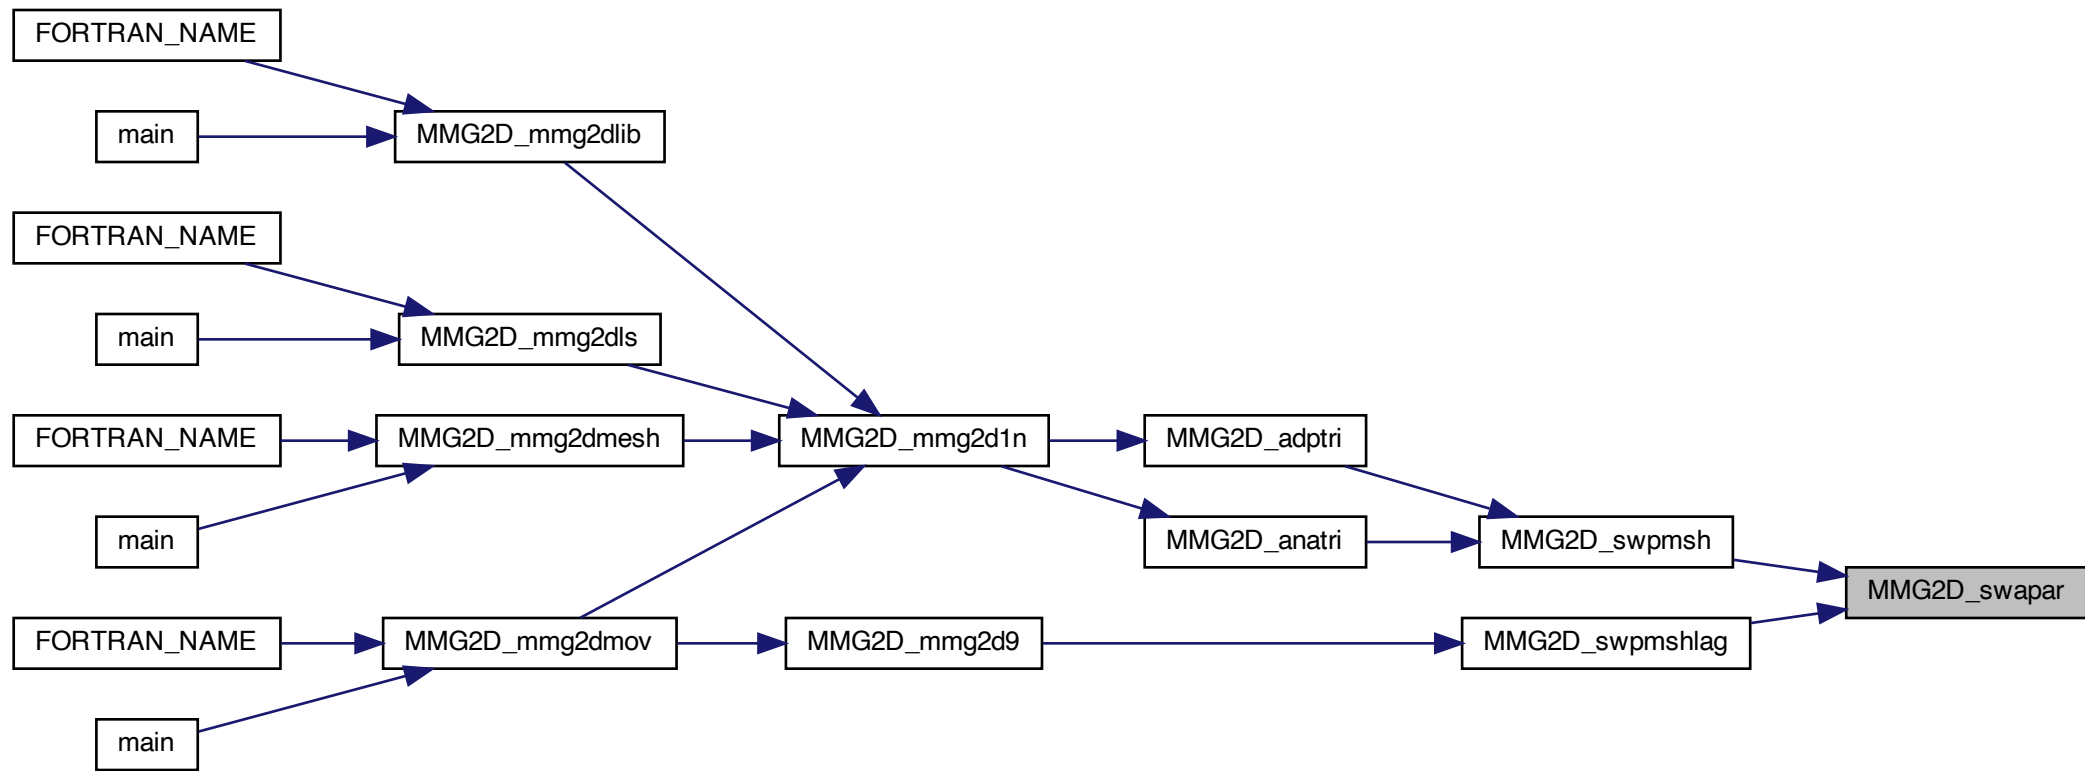 FORTRAN_NAME
main
MMG2D_mmg2dlib
FORTRAN_NAME
main
MMG2D_mmg2dls
FORTRAN_NAME
MMG2D_mmg2dmesh
MMG2D_mmg2d1n
MMG2D_adptri
main
MMG2D_anatri
MMG2D_swpmsh
MMG2D_swapar
FORTRAN_NAME
MMG2D_mmg2dmov
MMG2D_mmg2d9
MMG2D_swpmshlag
main